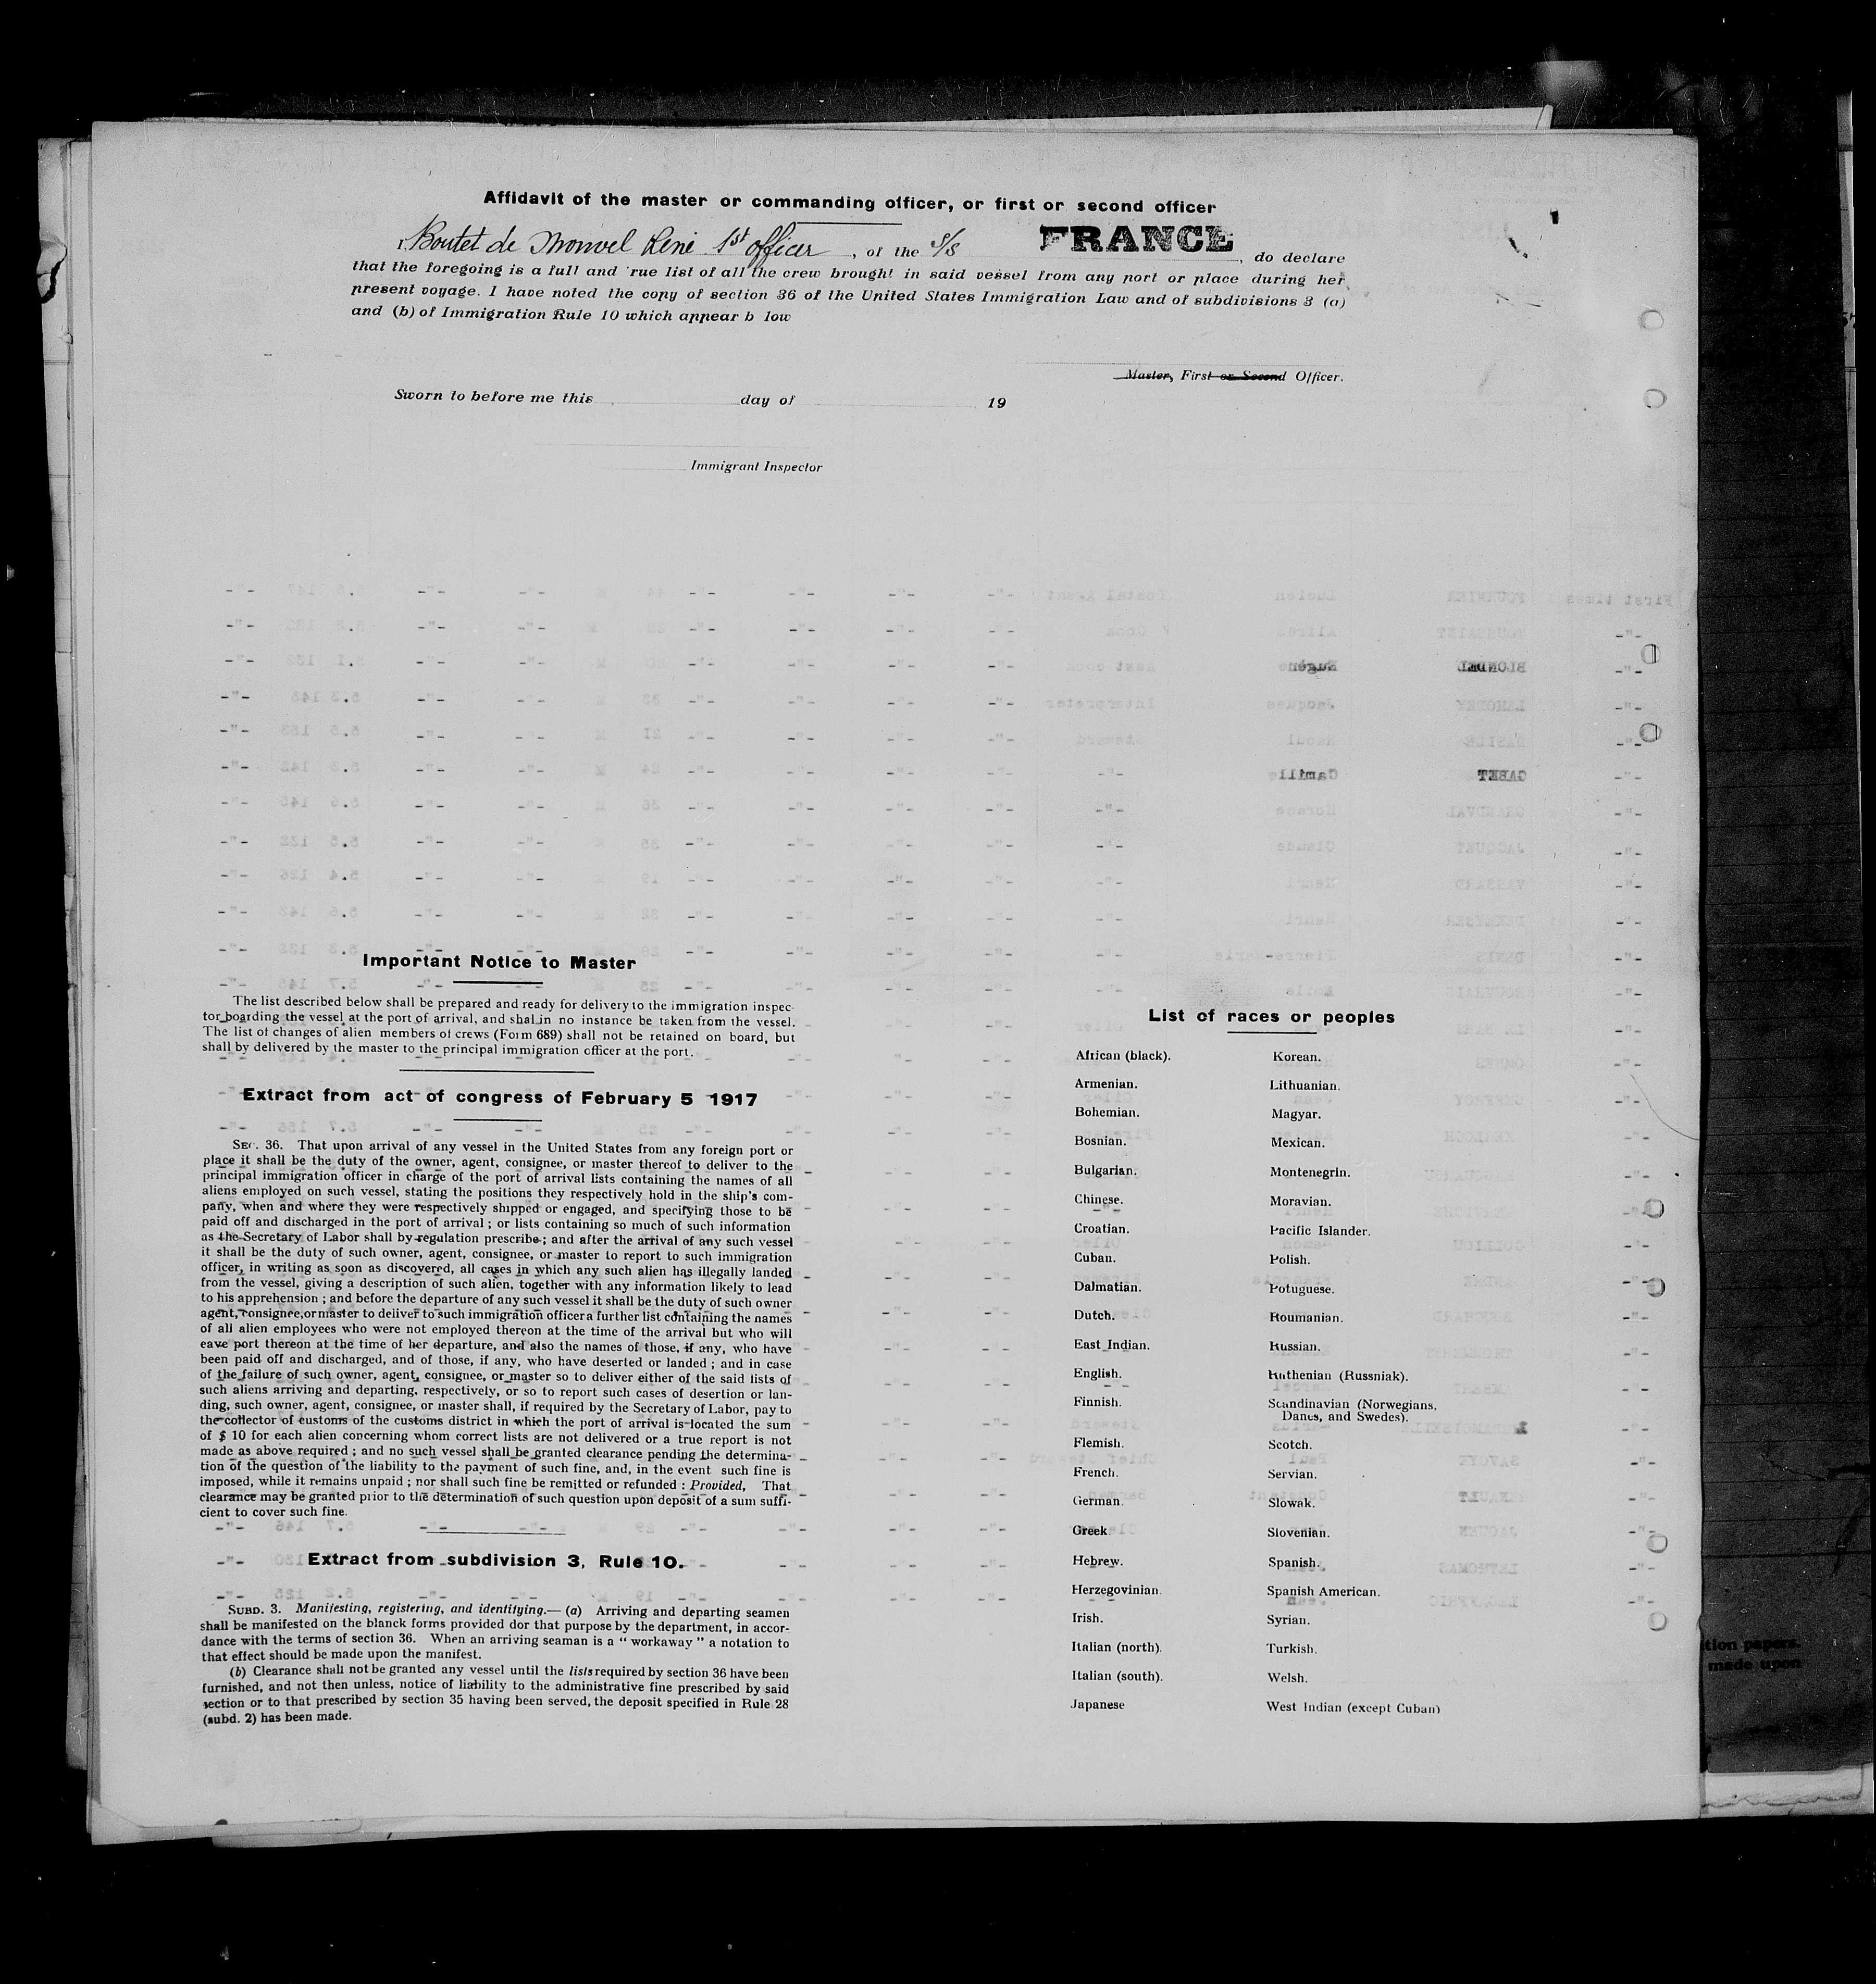 Affidavit of the master or commanding officer, or first or second officer
I Boutet de Monvel René 1st officer, of the S/S FRANCE, do declare
that the foregoing is a full and rue list of all the crew brought in said vessel from any port or place during her
present voyage. I have noted the copy of section 36 of the United States Immigration Law and of subdivisions 3 (a)
and (b) of Immigration Rule 10 which appear b low
Master, First or Second Officer.
Sworn to before me this day of 19
Immigrant Inspector
Important Notice to Master
The list described below shall be prepared and ready for delivery to the immigration inspec-
tor boarding the vessel at the port of arrival, and shal in no instance be taken from the vessel.
The list of changes of alien members of crews (Form 689) shall not be retained on board, but
shall by delivered by the master to the principal immigration officer at the port.
Extract from act of congress of February 5 1917
SEC. 36. That upon arrival of any vessel in the United States from any foreign port or
place it shall be the duty of the owner, agent, consignee, or master thereof to deliver to the
principal immigration officer in charge of the port of arrival lists containing the names of all
aliens employed on such vessel, stating the positions they respectively hold in the ship's com-
pany, when and where they were respectively shipped or engaged, and specifying those to be
paid off and discharged in the port of arrival; or lists containing so much of such information
as the Secretary of Labor shall by regulation prescribe; and after the arrival of any such vessel
it shall be the duty of such owner, agent, consignee, or master to report to such immigration
officer, in writing as soon as discovered, all cases in which any such alien has illegally landed
from the vessel, giving a description of such alien, together with any information likely to lead
to his apprehension; and before the departure of any such vessel it shall be the duty of such owner
agent, consignee, or master to deliver to such immigration officer a further list containing the names
of all alien employees who were not employed thereon at the time of the arrival but who will
eave port thereon at the time of her departure, and also the names of those, if any, who have
been paid off and discharged, and of those, if any, who have deserted or landed; and in case
of the failure of such owner, agent, consignee, or master so to deliver either of the said lists of
such aliens arriving and departing, respectively, or so to report such cases of desertion or lan-
ding, such owner, agent, consignee, or master shall, if required by the Secretary of Labor, pay to
the collector of customs of the customs district in which the port of arrival is located the sum
of $ 10 for each alien concerning whom correct lists are not delivered or a true report is not
made as above required; and no such vessel shall be granted clearance pending the determina-
tion of the question of the liability to the payment of such fine, and, in the event such fine is
imposed, while it remains unpaid; nor shall such fine be remitted or refunded: Provided, That
clearance may be granted prior to the determination of such question upon deposit of a sum suffi-
cient to cover such fine.
Extract from subdivision 3, Rule 10.
SUBD. 3. Manifesting, registering, and identifying.— (a) Arriving and departing seamen
shall be manifested on the blanck forms provided dor that purpose by the department, in accor-
dance with the terms of section 36. When an arriving seaman is a " workaway " a notation to
that effect should be made upon the manifest.
(b) Clearance shall not be granted any vessel until the lists required by section 36 have been
furnished, and not then unless, notice of liability to the administrative fine prescribed by said
section or to that prescribed by section 35 having been served, the deposit specified in Rule 28
(subd. 2) has been made.
List of races or peoples
African (black).
Armenian.
Bohemian.
Bosnian.
Bulgarian.
Chinese.
Croatian.
Cuban.
Dalmatian.
Dutch.
East Indian.
English.
Finnish.
Flemish.
French.
German.
Greek
Hebrew.
Herzegovinian
Irish.
Italian (north).
Italian (south).
Japanese
Korean.
Lithuanian.
Magyar.
Mexican.
Montenegrin.
Moravian.
Pacific Islander.
Polish.
Potuguese.
Roumanian.
Russian.
Ruthenian (Russniak).
Scandinavian (Norwegians,
Danes, and Swedes).
Scotch.
Servian.
Slowak.
Slovenian.
Spanish.
Spanish American.
Syrian.
Turkish.
Welsh.
West Indian (except Cuban)
tion papers.
made upon